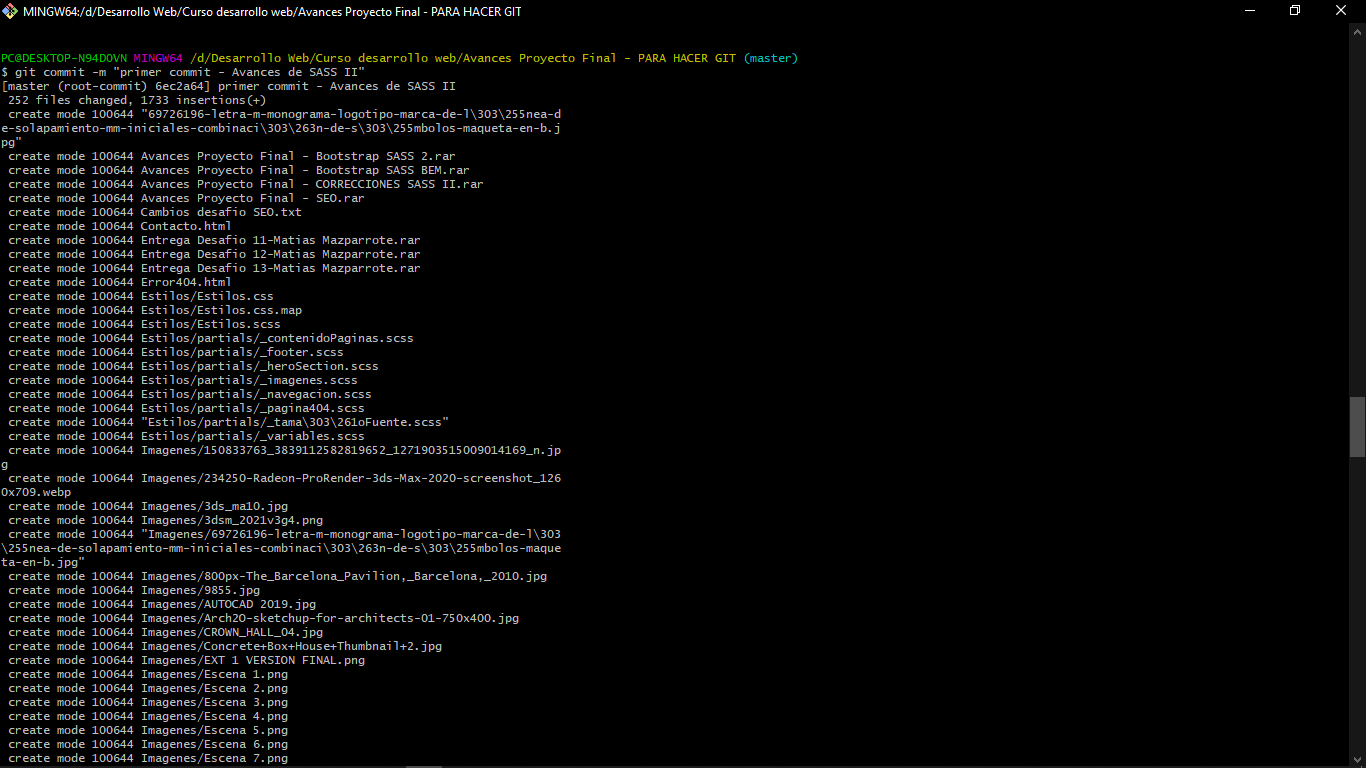 MINGW64:/d/Desarrollo Web/Curso desarrollo web/Avances Proyecto Final - PARA HACER GIT
PC@DESKTOP-N94DOVN MINGW64 /d/Desarrollo Web/Curso desarrollo web/Avances Proyecto Final - PARA HACER GIT (master)
$ git commit -m "primer commit - Avances de SASS II"
[master (root-commit) 6ec2a64] primer commit - Avances de SASS II
 252 files changed, 1733 insertions(+)
 create mode 100644 "69726196-letra-m-monograma-logotipo-marca-de-l\303\255nea-d
e-solapamiento-mm-iniciales-combinaci\303\263n-de-s\303\255mbolos-maqueta-en-b.j
pg"
 create mode 100644 Avances Proyecto Final - Bootstrap SASS 2.rar
 create mode 100644 Avances Proyecto Final - Bootstrap SASS BEM.rar
 create mode 100644 Avances Proyecto Final - CORRECCIONES SASS II.rar
 create mode 100644 Avances Proyecto Final - SEO.rar
 create mode 100644 Cambios desafio SEO.txt
 create mode 100644 Contacto.html
 create mode 100644 Entrega Desafio 11-Matias Mazparrote.rar
 create mode 100644 Entrega Desafio 12-Matias Mazparrote.rar
 create mode 100644 Entrega Desafio 13-Matias Mazparrote.rar
 create mode 100644 Error404.html
 create mode 100644 Estilos/Estilos.css
 create mode 100644 Estilos/Estilos.css.map
 create mode 100644 Estilos/Estilos.scss
 create mode 100644 Estilos/partials/_contenidoPaginas.scss
 create mode 100644 Estilos/partials/_footer.scss
 create mode 100644 Estilos/partials/_heroSection.scss
 create mode 100644 Estilos/partials/_imagenes.scss
 create mode 100644 Estilos/partials/_navegacion.scss
 create mode 100644 Estilos/partials/_pagina404.scss
 create mode 100644 "Estilos/partials/_tama\303\261oFuente.scss"
 create mode 100644 Estilos/partials/_variables.scss
 create mode 100644 Imagenes/150833763_3839112582819652_1271903515009014169_n.jp
g
 create mode 100644 Imagenes/234250-Radeon-ProRender-3ds-Max-2020-screenshot_126
0x709.webp
 create mode 100644 Imagenes/3ds_ma10.jpg
 create mode 100644 Imagenes/3dsm_2021v3g4.png
 create mode 100644 "Imagenes/69726196-letra-m-monograma-logotipo-marca-de-l\303
\255nea-de-solapamiento-mm-iniciales-combinaci\303\263n-de-s\303\255mbolos-maque
ta-en-b.jpg"
 create mode 100644 Imagenes/800px-The_Barcelona_Pavilion,_Barcelona,_2010.jpg
 create mode 100644 Imagenes/9855.jpg
 create mode 100644 Imagenes/AUTOCAD 2019.jpg
 create mode 100644 Imagenes/Arch2O-sketchup-for-architects-01-750x400.jpg
 create mode 100644 Imagenes/CROWN_HALL_04.jpg
 create mode 100644 Imagenes/Concrete+Box+House+Thumbnail+2.jpg
 create mode 100644 Imagenes/EXT 1 VERSION FINAL.png
 create mode 100644 Imagenes/Escena 1.png
 create mode 100644 Imagenes/Escena 2.png
 create mode 100644 Imagenes/Escena 3.png
 create mode 100644 Imagenes/Escena 4.png
 create mode 100644 Imagenes/Escena 5.png
 create mode 100644 Imagenes/Escena 6.png
 create mode 100644 Imagenes/Escena 7.png